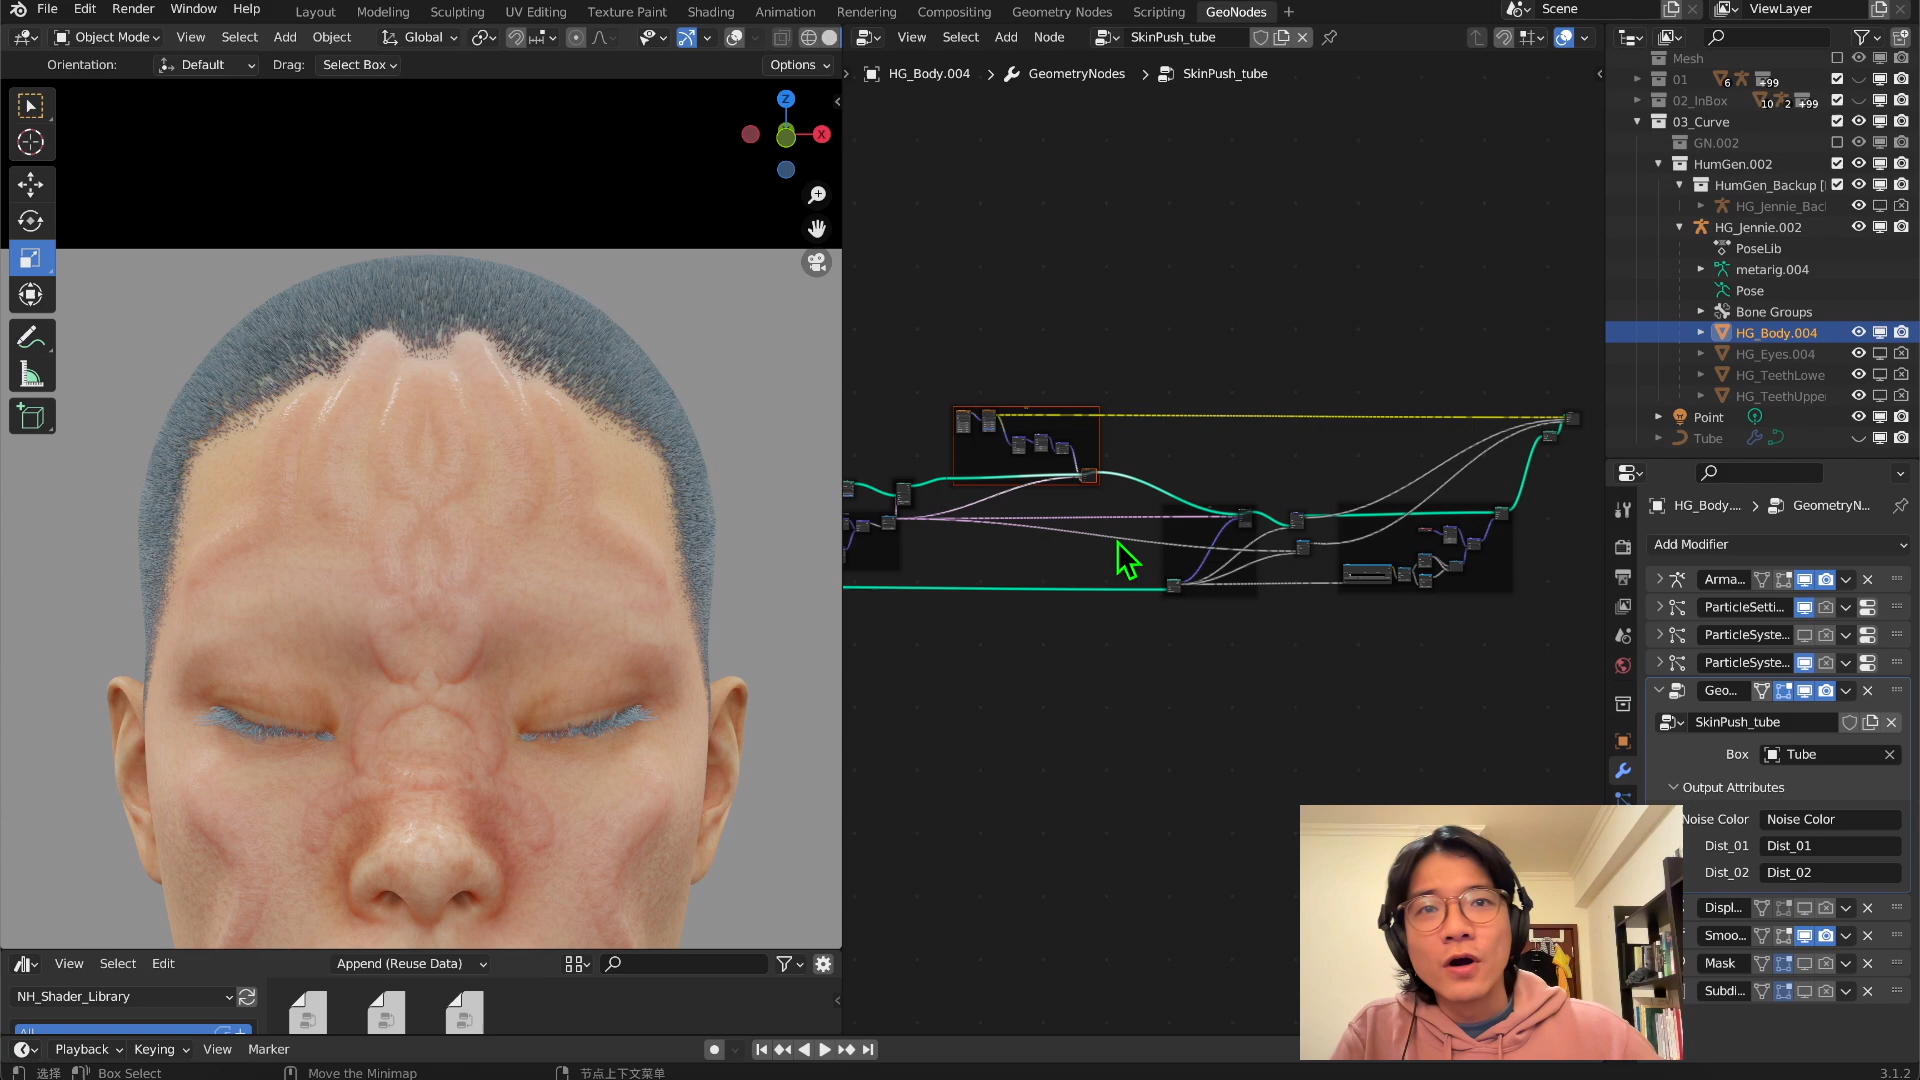 File Edit Render Window Help
Layout Modeling Sculpting UV Editing Texture Paint Shading Animation Rendering Compositing Geometry Nodes Scripting GeoNodes
Scene
ViewLayer
Object Mode View Select Add Object
Global
View Select Add Node
SkinPush_tube
Orientation: Default Drag: Select Box
Options
HG_Body.004 GeometryNodes SkinPush_tube
Z
X
Mesh
01 6 +99
02_InBox 10 2 +99
03_Curve
GN.002
HumGen.002
HumGen_Backup [
HG_Jennie_Bac
HG_Jennie.002
PoseLib
metarig.004
Pose
Bone Groups
HG_Body.004
HG_Eyes.004
HG_TeethLowe
HG_TeethUppe
Point
Tube
HG_Body.... GeometryN...
Add Modifier
Arma...
ParticleSetti...
ParticleSyste...
ParticleSyste...
Geo...
SkinPush_tube
Box Tube
Output Attributes
Noise Color Noise Color
Dist_01 Dist_01
Dist_02 Dist_02
Displ...
Smoo...
Mask
Subdi...
View Select Edit
Append (Reuse Data)
NH_Shader_Library
All
Playback Keying View Marker
选择 Box Select Move the Minimap 节点上下文菜单
3.1.2